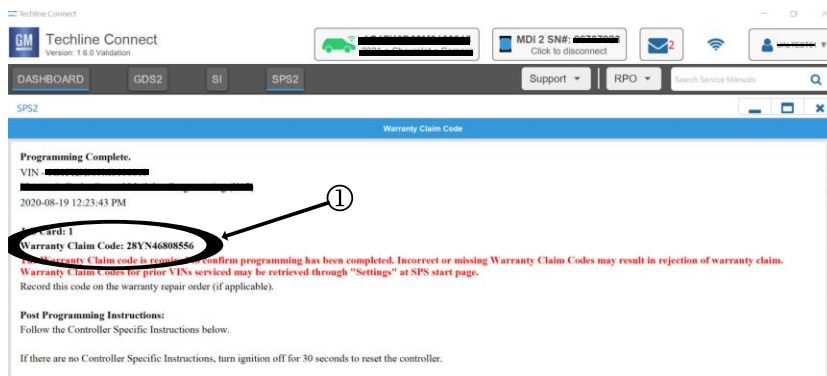 Techline Connect
GM
Techline Connect
Version: 1.6.0 Validation
MDI 2 SN#:
Click to disconnect
2
DASHBOARD GDS2 SI SPS2 Support RPO Search Service Manuals
SPS2
Warranty Claim Code
Programming Complete.
VIN -
2020-08-19 12:23:43 PM
①
Card: 1
Warranty Claim Code: 28YN46808556
The Warranty Claim code is required to confirm programming has been completed. Incorrect or missing Warranty Claim Codes may result in rejection of warranty claim.
Warranty Claim Codes for prior VINs serviced may be retrieved through "Settings" at SPS start page.
Record this code on the warranty repair order (if applicable).
Post Programming Instructions:
Follow the Controller Specific Instructions below.
If there are no Controller Specific Instructions, turn ignition off for 30 seconds to reset the controller.